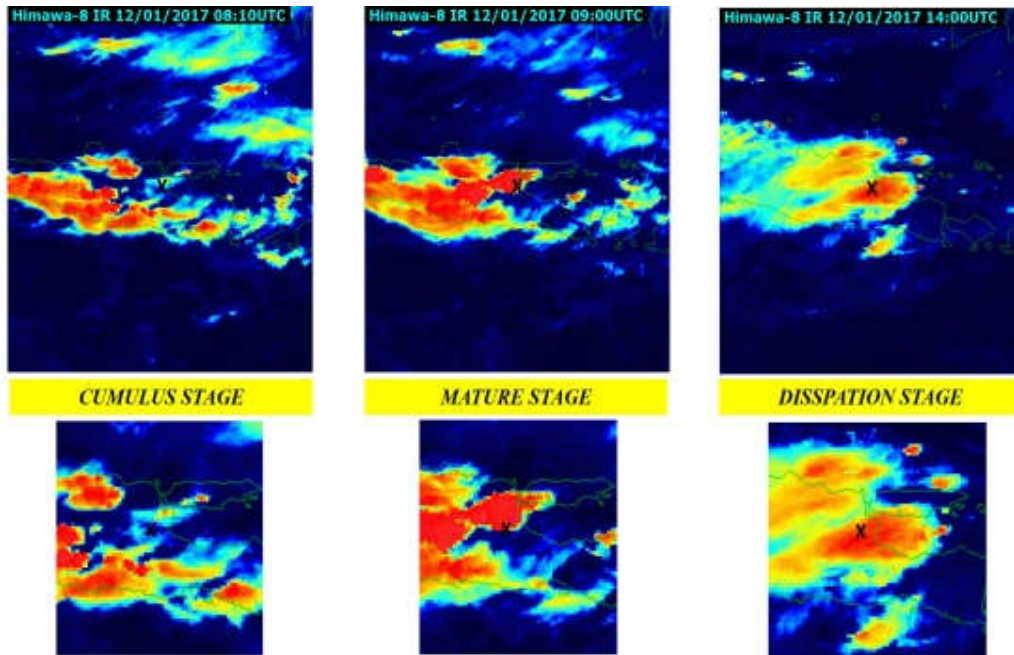 Himawa-8 IR 12/01/2017 08:10UTC
Himawa-8 IR 12/01/2017 09:00UTC
Himawa-8 IR 12/01/2017 14:00UTC
CUMULUS STAGE
MATURE STAGE
DISSPATION STAGE
X
X
X
X
X
X